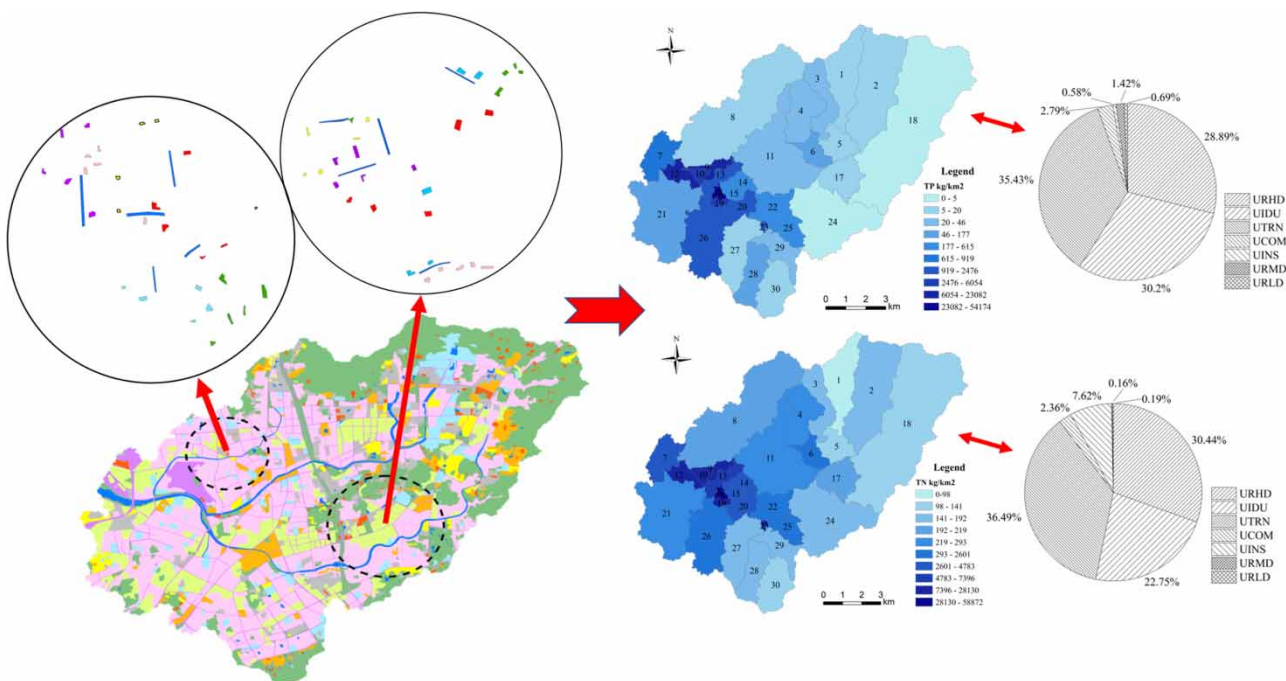 N
1
2
3
4
5
6
7
8
11
12
10
9
13
14
15
17
18
19
20
21
22
23
24
25
26
27
28
29
30
Legend
TP kg/km2
0 - 5
5 - 20
20 - 46
46 - 177
177 - 615
615 - 919
919 - 2476
2476 - 6054
6054 - 23082
23082 - 54174
0 1 2 3
km
0.58%
1.42%
0.69%
2.79%
28.89%
35.43%
30.2%
URHD
UIDU
UTRN
UCOM
UINS
URMD
URLD
N
1
2
3
4
5
6
7
8
11
12
10
9
13
14
15
17
18
19
20
21
22
23
24
25
26
27
28
29
30
Legend
TN kg/km2
0-98
98 - 141
141 - 192
192 - 219
219 - 293
293 - 2601
2601 - 4783
4783 - 7396
7396 - 28130
28130 - 58872
0 1 2 3
km
2.36%
7.62%
0.16%
0.19%
30.44%
36.49%
22.75%
URHD
UIDU
UTRN
UCOM
UINS
URMD
URLD